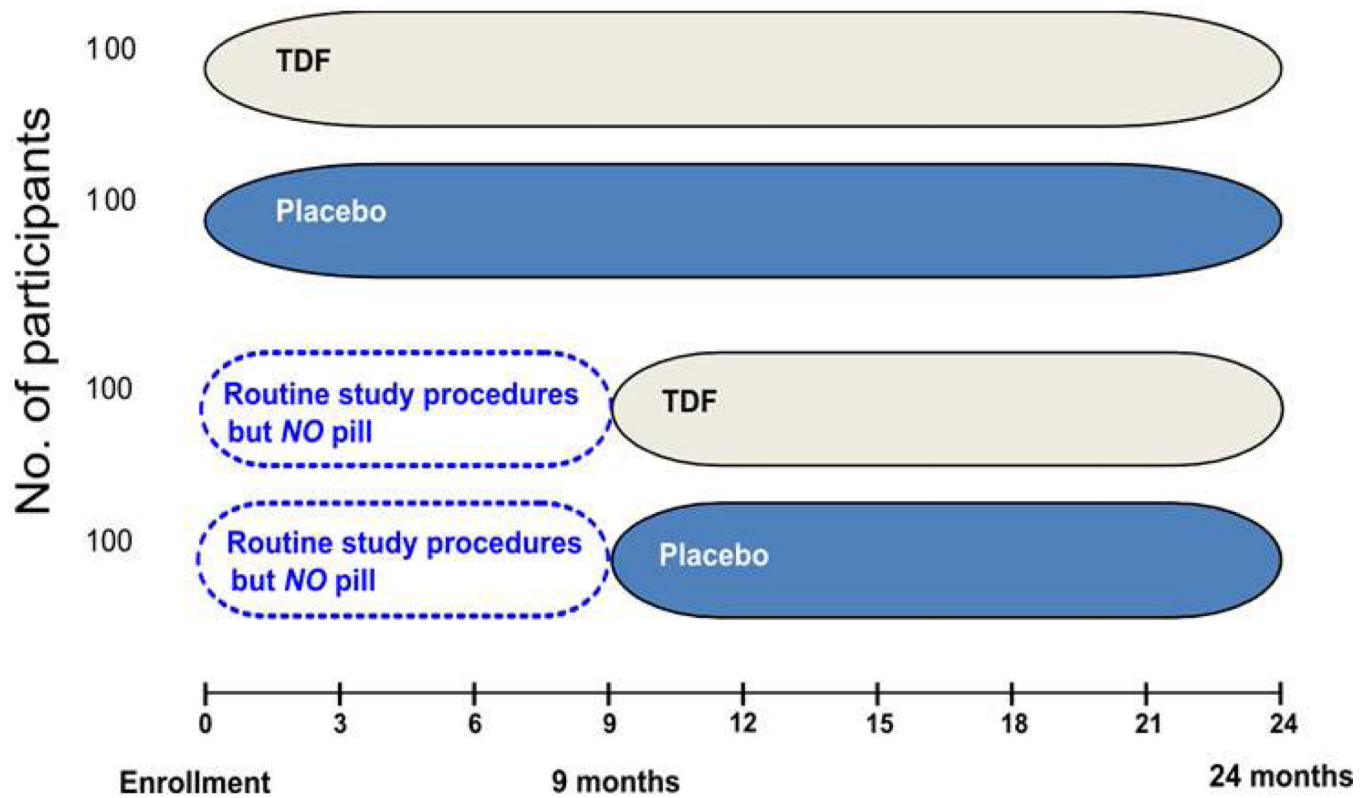 No. of participants
100
TDF
100
Placebo
100
Routine study procedures
but NO pill
TDF
100
Routine study procedures
but NO pill
Placebo
0 3 6 9 12 15 18 21 24
Enrollment 9 months 24 months